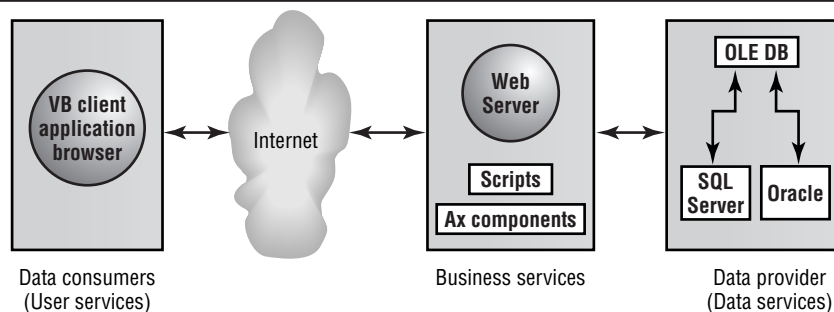 VB client
application
browser
Internet
Web
Server
Scripts
Ax components
OLE DB
SQL
Server
Oracle
Data consumers
(User services)
Business services
Data provider
(Data services)